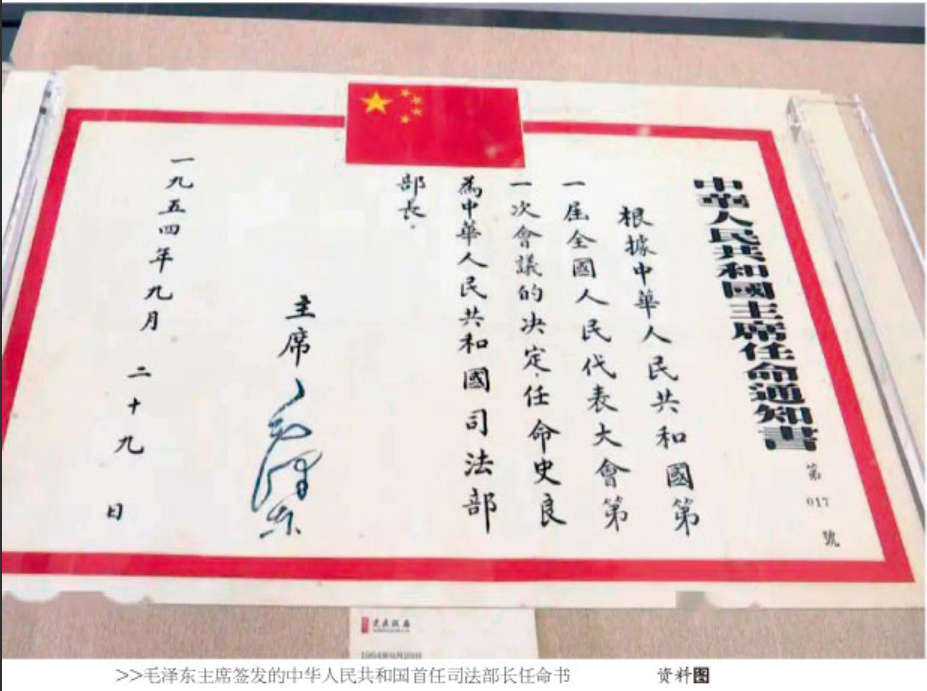 中華人民共和國主席任命通知書
第
017
號
根據中華人民共和國第
一屆全國人民代表大會第
一次會議的决定,任命史良
為中華人民共和國司法部
部长。
主席
毛澤东
一九五四年九月二十九日
>>毛泽东主席签发的中华人民共和国首任司法部长任命书 资料图